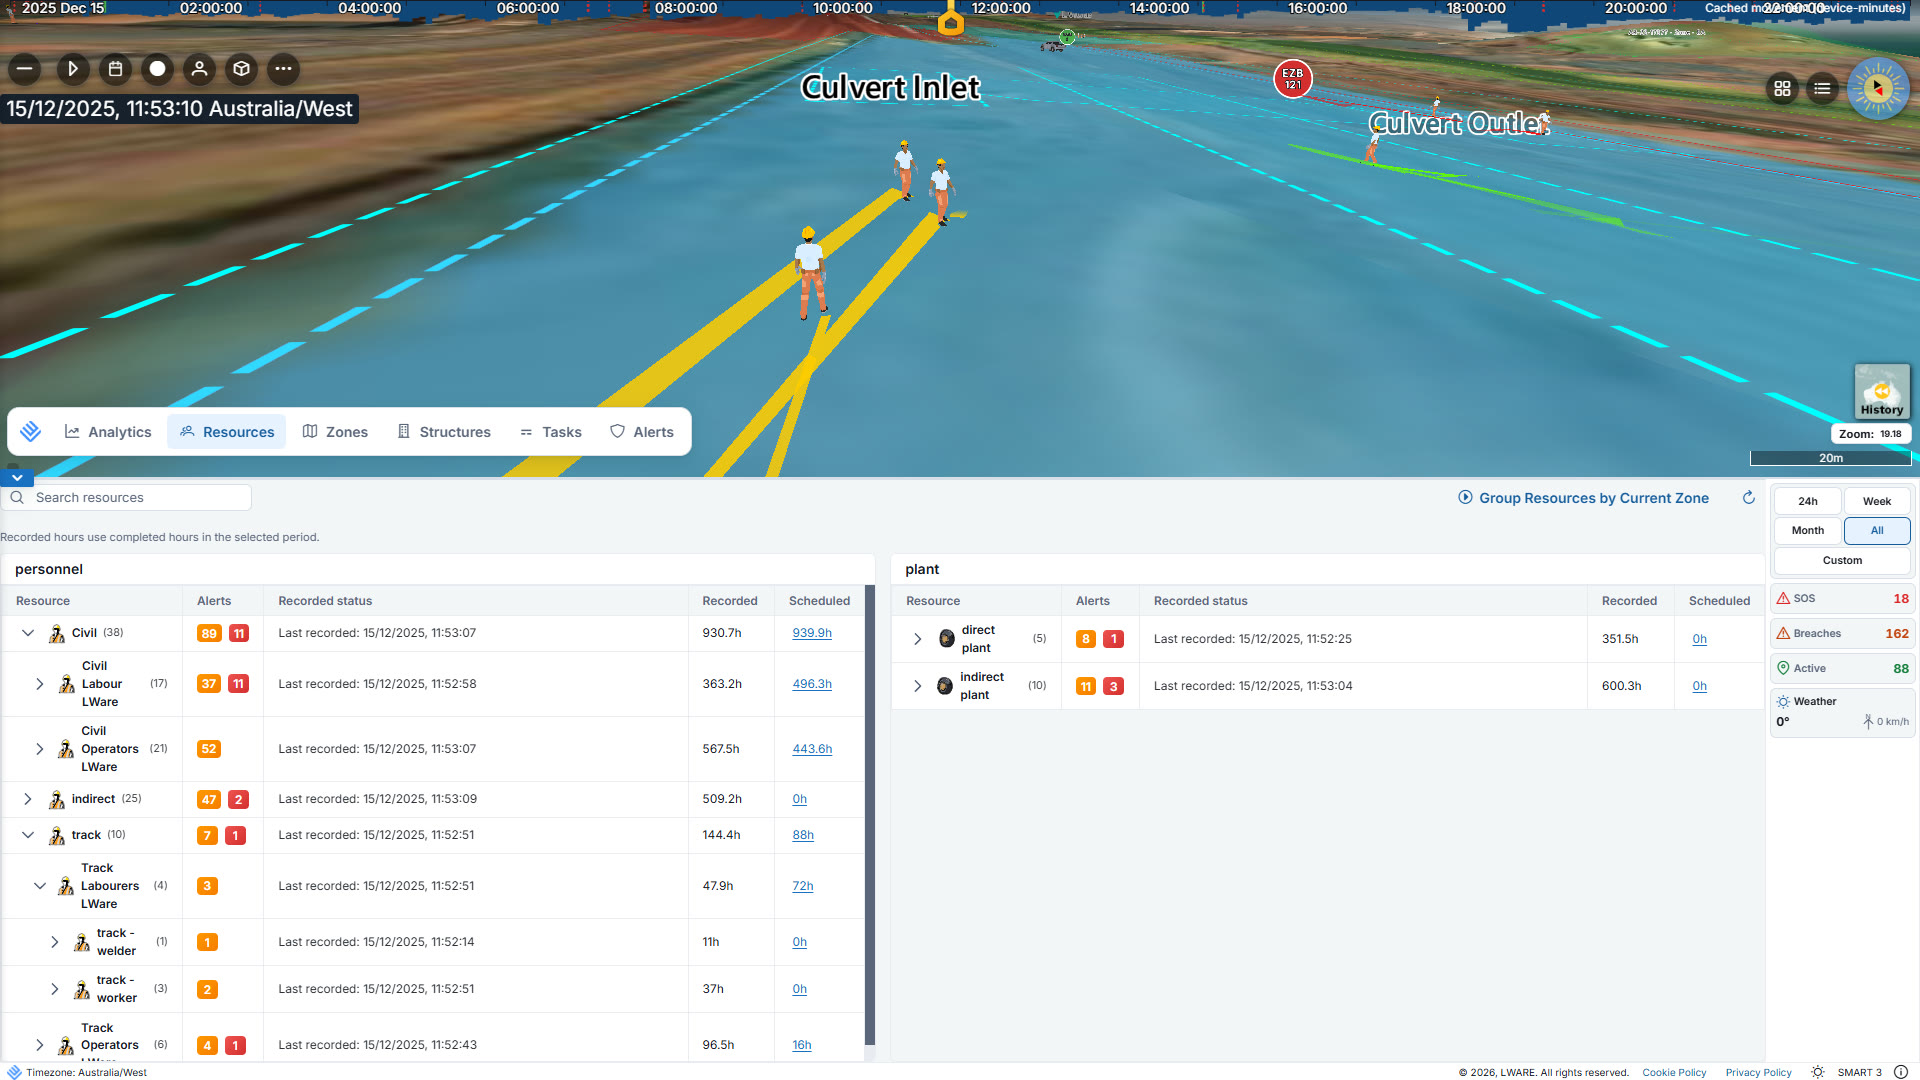 2025 Dec 15 02:00:00 04:00:00 06:00:00 08:00:00 10:00:00 12:00:00 14:00:00 16:00:00 18:00:00 20:00:00 22:00:00
Cached movement (device-minutes)
15/12/2025, 11:53:10 Australia/West
Culvert Inlet
EZB
121
Culvert Outlet
History
Zoom: 19.18
20m
Analytics Resources Zones Structures Tasks Alerts
Search resources
Group Resources by Current Zone
Recorded hours use completed hours in the selected period.
personnel
Resource Alerts Recorded status Recorded Scheduled
Civil (38) 89 11 Last recorded: 15/12/2025, 11:53:07 930.7h 939.9h
Civil
Labour (17) 37 11 Last recorded: 15/12/2025, 11:52:58 363.2h 496.3h
LWare
Civil
Operators (21) 52 Last recorded: 15/12/2025, 11:53:07 567.5h 443.6h
LWare
indirect (25) 47 2 Last recorded: 15/12/2025, 11:53:09 509.2h 0h
track (10) 7 1 Last recorded: 15/12/2025, 11:52:51 144.4h 88h
Track
Labourers (4) 3 Last recorded: 15/12/2025, 11:52:51 47.9h 72h
LWare
track -
welder (1) 1 Last recorded: 15/12/2025, 11:52:14 11h 0h
track -
worker (3) 2 Last recorded: 15/12/2025, 11:52:51 37h 0h
Track
Operators (6) 4 1 Last recorded: 15/12/2025, 11:52:43 96.5h 16h
plant
Resource Alerts Recorded status Recorded Scheduled
direct
plant (5) 8 1 Last recorded: 15/12/2025, 11:52:25 351.5h 0h
indirect
plant (10) 11 3 Last recorded: 15/12/2025, 11:53:04 600.3h 0h
24h Week
Month All
Custom
SOS 18
Breaches 162
Active 88
Weather
0° N 0 km/h
Timezone: Australia/West
© 2026, LWARE. All rights reserved. Cookie Policy Privacy Policy SMART 3